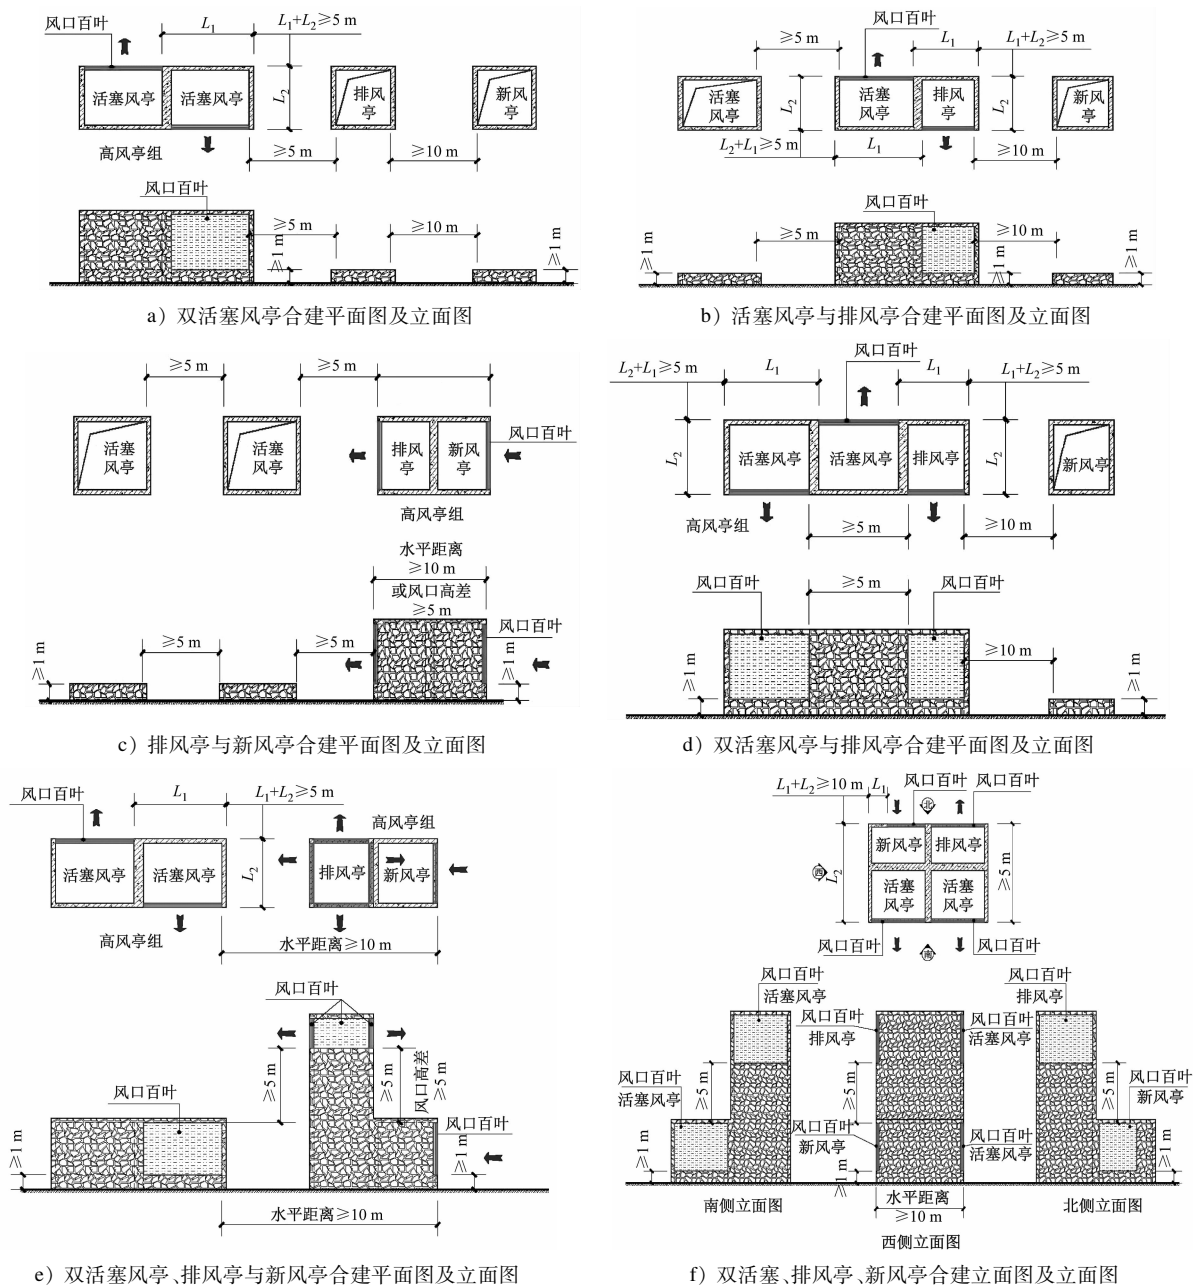 风口百叶
L1
L1+L2≥5 m
活塞风亭
活塞风亭
L2
排风
亭
新风
亭
高风亭组
≥5 m
≥10 m
风口百叶
≥5 m
≥10 m
≥1 m
≥1 m
a）双活塞风亭合建平面图及立面图
风口百叶
≥5 m
L1
L1+L2≥5 m
活塞
风亭
L2
活塞
风亭
排风
亭
L2
新风
亭
L2+L1≥5 m
L1
≥10 m
风口百叶
≥5 m
≥10 m
≥1 m
≥1 m
≥1 m
b）活塞风亭与排风亭合建平面图及立面图
≥5 m
≥5 m
活塞
风亭
活塞
风亭
排风
亭
新风
亭
风口百叶
高风亭组
水平距离
≥10 m
或风口高差
≥5 m
风口百叶
≥5 m
≥5 m
≥1 m
≥1 m
c）排风亭与新风亭合建平面图及立面图
风口百叶
L2+L1≥5 m
L1
L1
L1+L2≥5 m
L2
活塞风亭
活塞风亭
排风亭
L2
新风亭
高风亭组
≥5 m
≥10 m
风口百叶
≥5 m
风口百叶
≥10 m
≥1 m
≥1 m
d）双活塞风亭与排风亭合建平面图及立面图
风口百叶
L1
L1+L2≥5 m
高风亭组
活塞风亭
活塞风亭
L2
排风亭
新风亭
高风亭组
水平距离≥10 m
风口百叶
≥5 m
≥5 m
风口高差
≥5 m
风口百叶
风口百叶
≥1 m
≥1 m
水平距离≥10 m
e）双活塞风亭、排风亭与新风亭合建平面图及立面图
风口百叶
风口百叶
L1+L2≥10 m
L1
北
新风亭
排风亭
西
L2
活塞
风亭
活塞
风亭
≥5 m
风口百叶
南
风口百叶
风口百叶
活塞风亭
风口百叶
活塞风亭
≥5 m
≥1 m
南侧立面图
风口百叶
排风亭
风口百叶
活塞风亭
≥5 m
风口百叶
新风亭
风口百叶
活塞风亭
≥1 m
水平距离
≥10 m
西侧立面图
风口百叶
排风亭
≥5 m
风口百叶
新风亭
≥1 m
北侧立面图
f）双活塞、排风亭、新风亭合建立面图及立面图